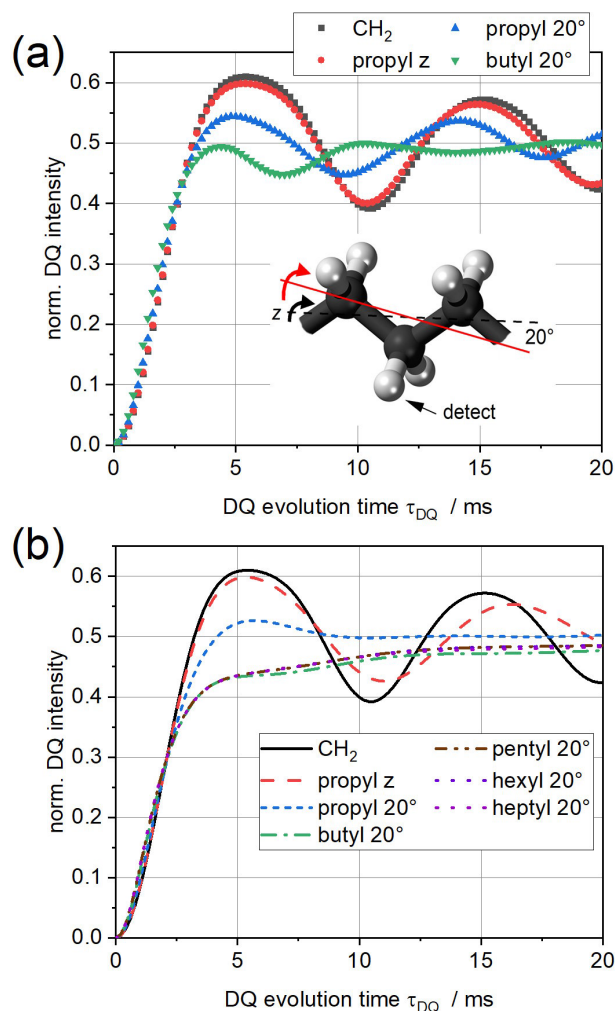 (a)
CH₂ propyl 20°
propyl z butyl 20°
norm. DQ intensity
0.6
0.5
0.4
0.3
0.2
0.1
0.0
z
20°
detect
0 5 10 15 20
DQ evolution time τDQ / ms
(b)
norm. DQ intensity
0.6
0.5
0.4
0.3
0.2
0.1
0.0
CH₂ pentyl 20°
propyl z hexyl 20°
propyl 20° heptyl 20°
butyl 20°
0 5 10 15 20
DQ evolution time τDQ / ms